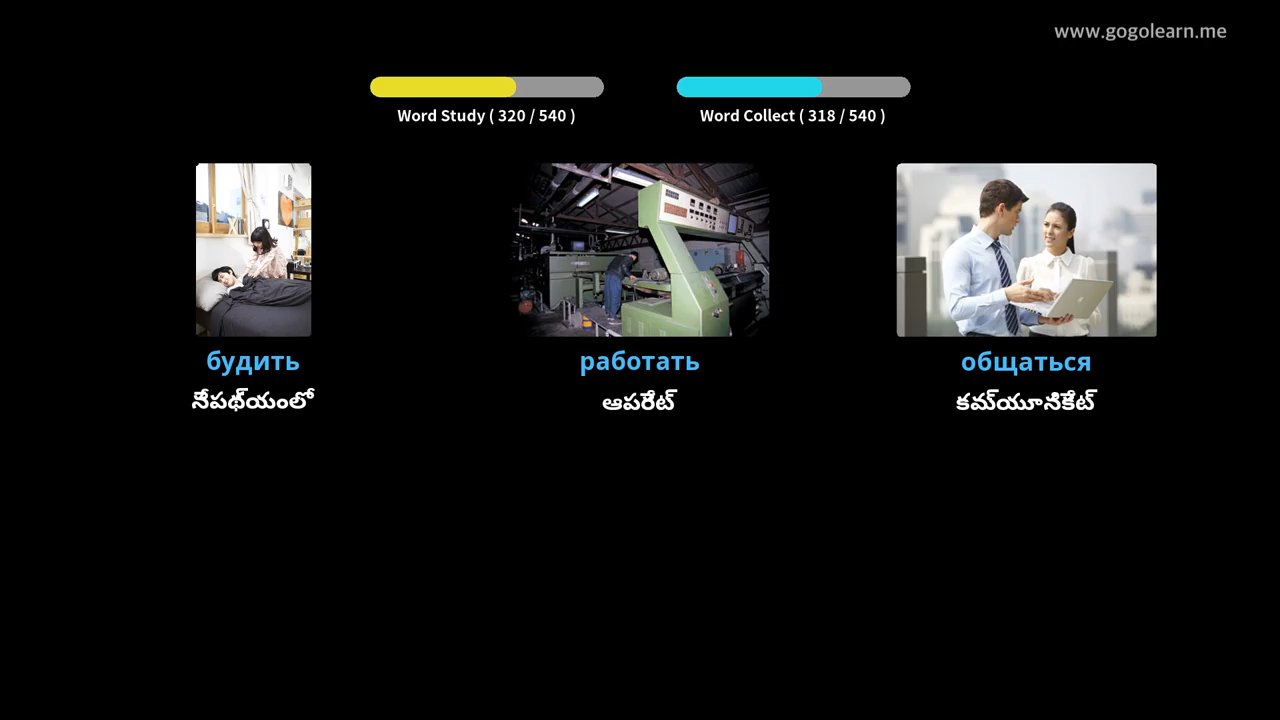 www.gogolearn.me
Word Study ( 320 / 540 )
Word Collect ( 318 / 540 )
будить
работать
общаться
నేపథ్యంలో
ఆపరేట్
కమ్యూనికేట్